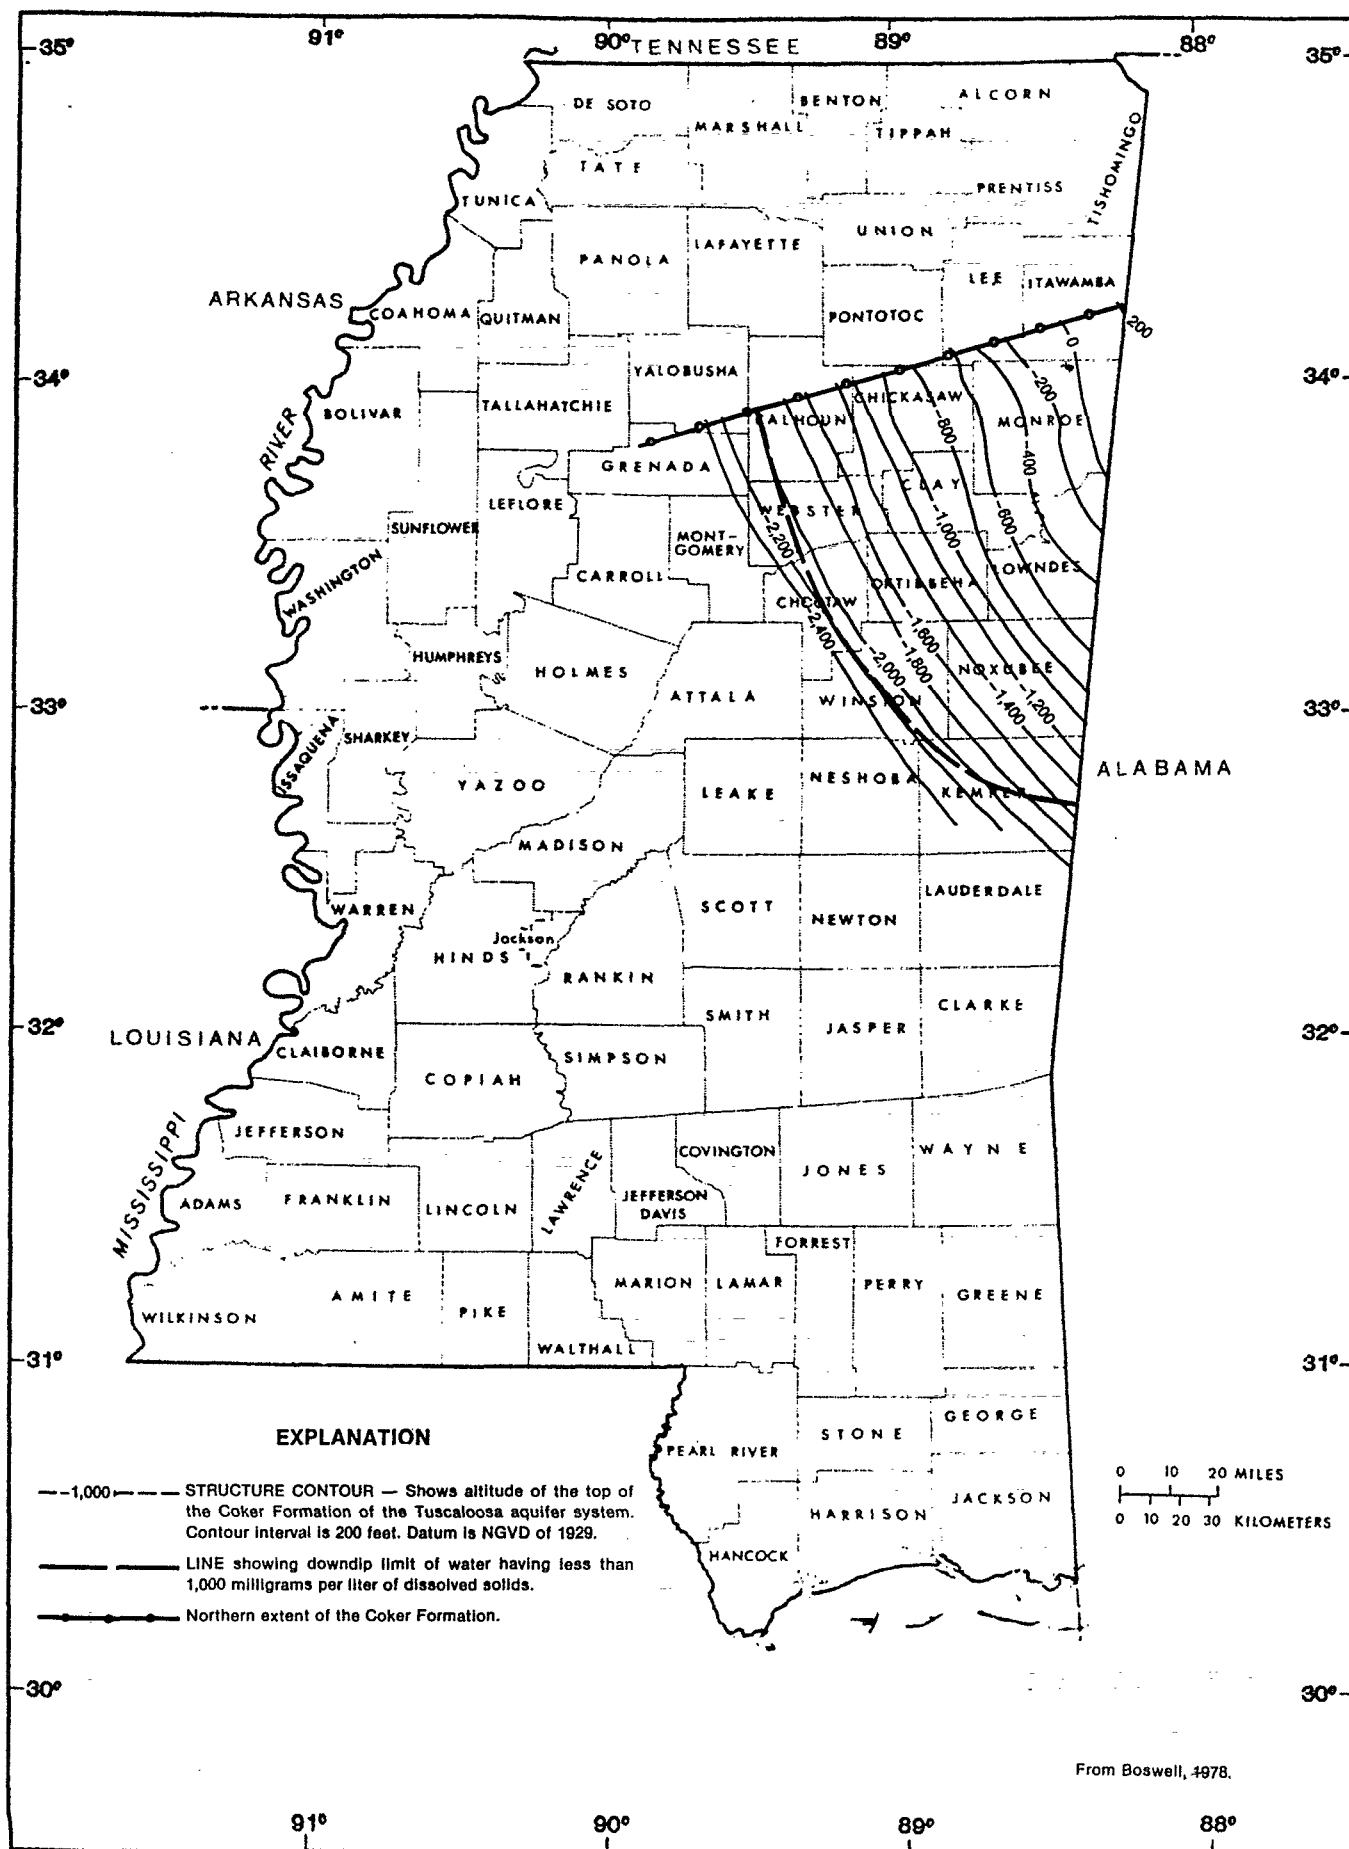 91° 90° 89° 88°
35° TENNESSEE 35°
DE SOTO BENTON ALCORN
MARSHALL TIPPAH
TATE TISHOMINGO
TUNICA PRENTISS
UNION
PANOLA LAFAYETTE
LEE ITAWAMBA
ARKANSAS
COAHOMA QUITMAN PONTOTOC
200
0
34° YALOBUSHA 34°
-200
BOLIVAR TALLAHATCHIE CALHOUN CHICKASAW
MONROE
-800
RIVER
GRENADA -400
LEFLORE CLAY
WEBSTER
SUNFLOWER -2,200 -1,000 -600
MONT-
GOMERY
WASHINGTON CARROLL OKTIBBEHA LOWNDES
CHOCTAW
-2,400 -1,600
HUMPHREYS HOLMES -2,000 -1,800 NOXUBEE
ATTALA WINSTON -1,400 -1,200
33° 33°
ISSAQUENA SHARKEY
ALABAMA
YAZOO LEAKE NESHOBA KEMPER
MADISON
WARREN SCOTT NEWTON LAUDERDALE
Jackson
HINDS
RANKIN
CLARKE
32° SMITH JASPER 32°
LOUISIANA
CLAIBORNE SIMPSON
COPIAH
MISSISSIPPI
JEFFERSON COVINGTON WAYNE
JONES
ADAMS FRANKLIN LINCOLN LAWRENCE JEFFERSON
DAVIS
FORREST
MARION LAMAR PERRY
AMITE GREENE
WILKINSON PIKE
WALTHALL
31° 31°
GEORGE
STONE
PEARL RIVER
JACKSON
HARRISON
HANCOCK
0 10 20 MILES
0 10 20 30 KILOMETERS
EXPLANATION
-1,000 STRUCTURE CONTOUR — Shows altitude of the top of
the Coker Formation of the Tuscaloosa aquifer system.
Contour interval is 200 feet. Datum is NGVD of 1929.
LINE showing downdip limit of water having less than
1,000 milligrams per liter of dissolved solids.
Northern extent of the Coker Formation.
30° 30°
From Boswell, 1978.
91° 90° 89° 88°